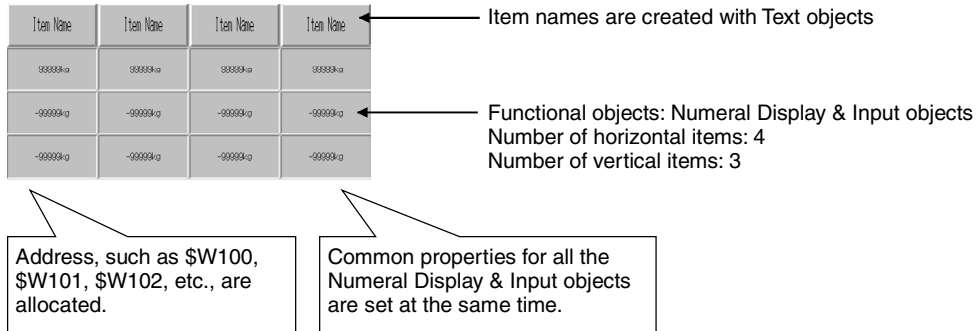 Item Name Item Name Item Name Item Name
Item names are created with Text objects
99999kg 99999kg 99999kg 99999kg
-99999kg -99999kg -99999kg -99999kg
Functional objects: Numeral Display & Input objects
Number of horizontal items: 4
Number of vertical items: 3
-99999kg -99999kg -99999kg -99999kg
Address, such as $W100,
$W101, $W102, etc., are
allocated.
Common properties for all the
Numeral Display & Input objects
are set at the same time.